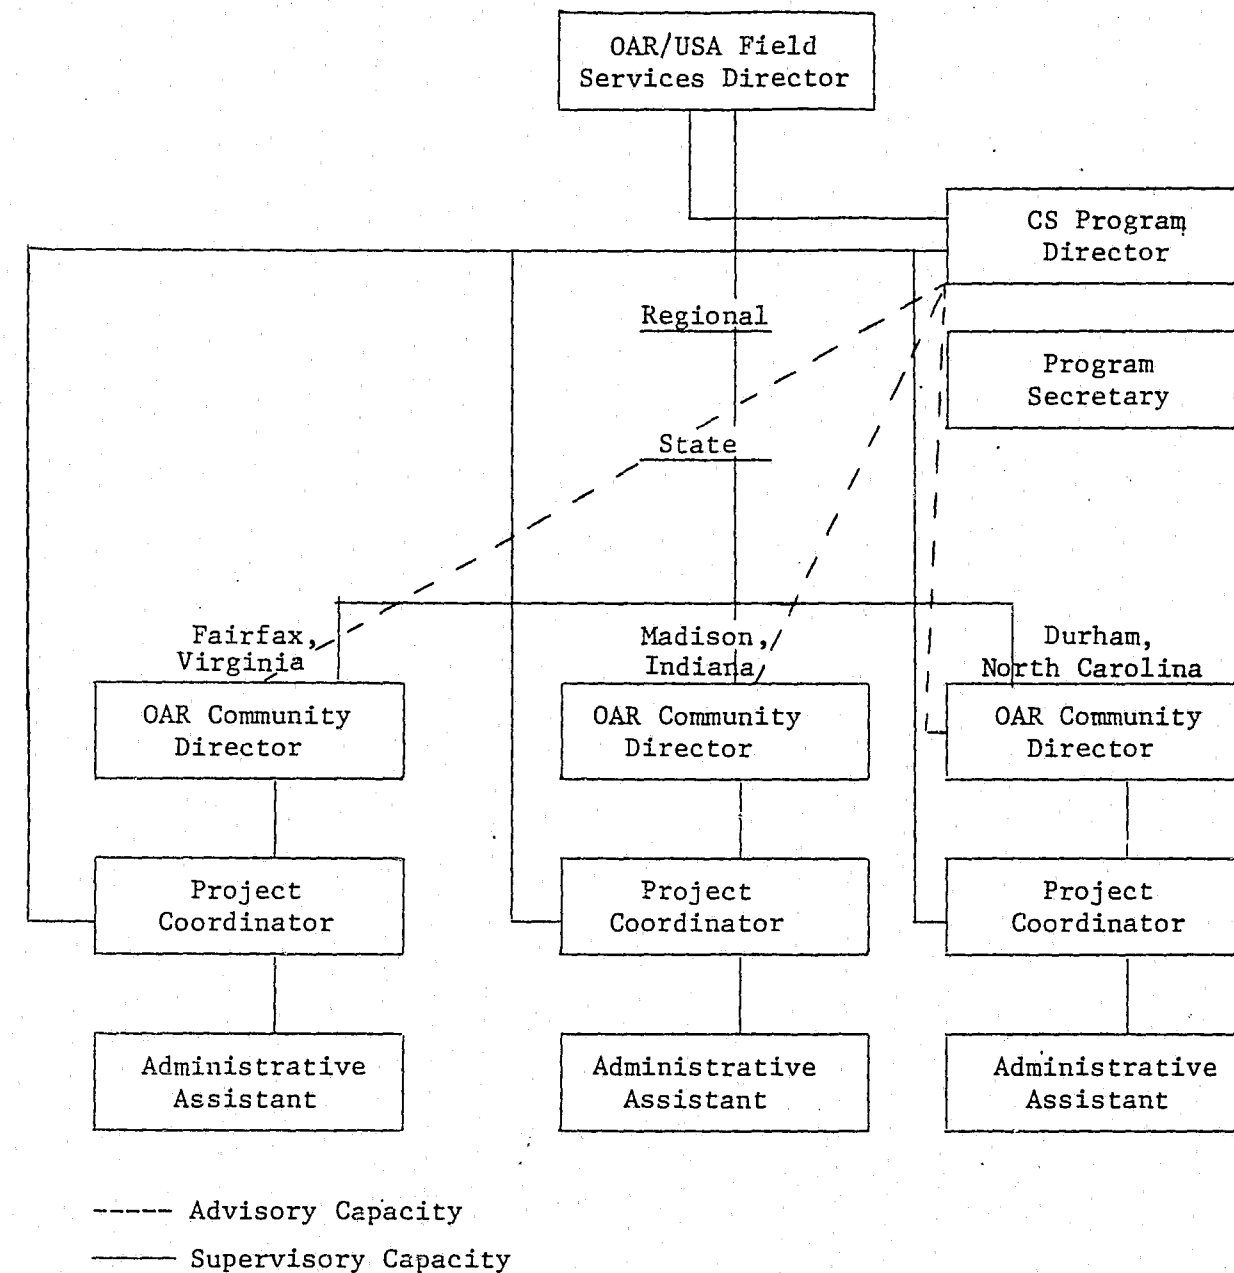 OAR/USA Field
Services Director
CS Program
Director
Regional
Program
Secretary
State
Fairfax,
Virginia
Madison,
Indiana
Durham,
North Carolina
OAR Community
Director
OAR Community
Director
OAR Community
Director
Project
Coordinator
Project
Coordinator
Project
Coordinator
Administrative
Assistant
Administrative
Assistant
Administrative
Assistant
----- Advisory Capacity
——— Supervisory Capacity